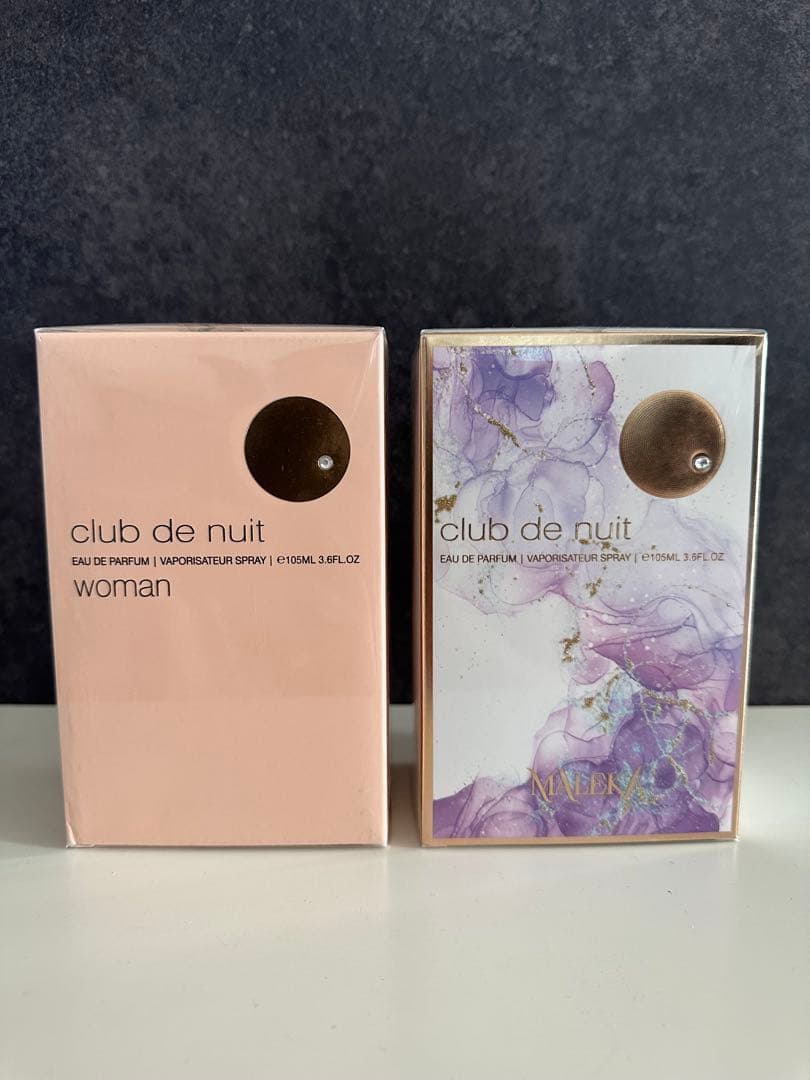 club de nuit
EAU DE PARFUM | VAPORISATEUR SPRAY | ℮105ML 3.6FL.OZ
woman
club de nuit
EAU DE PARFUM | VAPORISATEUR SPRAY | ℮105ML 3.6FL.OZ
MALEKA